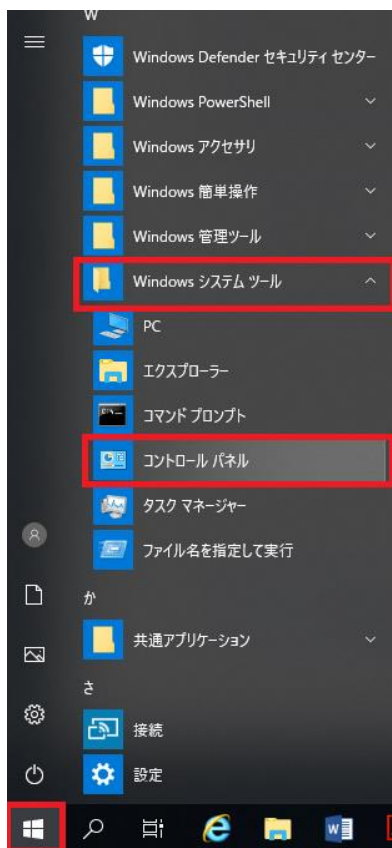 W
Windows Defender セキュリティ センター
Windows PowerShell
Windows アクセサリ
Windows 簡単操作
Windows 管理ツール
Windows システム ツール
PC
エクスプローラー
コマンド プロンプト
コントロール パネル
タスク マネージャー
ファイル名を指定して実行
か
共通アプリケーション
さ
接続
設定